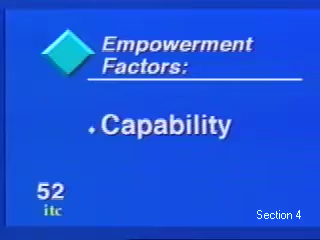 Empowerment
Factors:
Capability
52
itc
Section 4